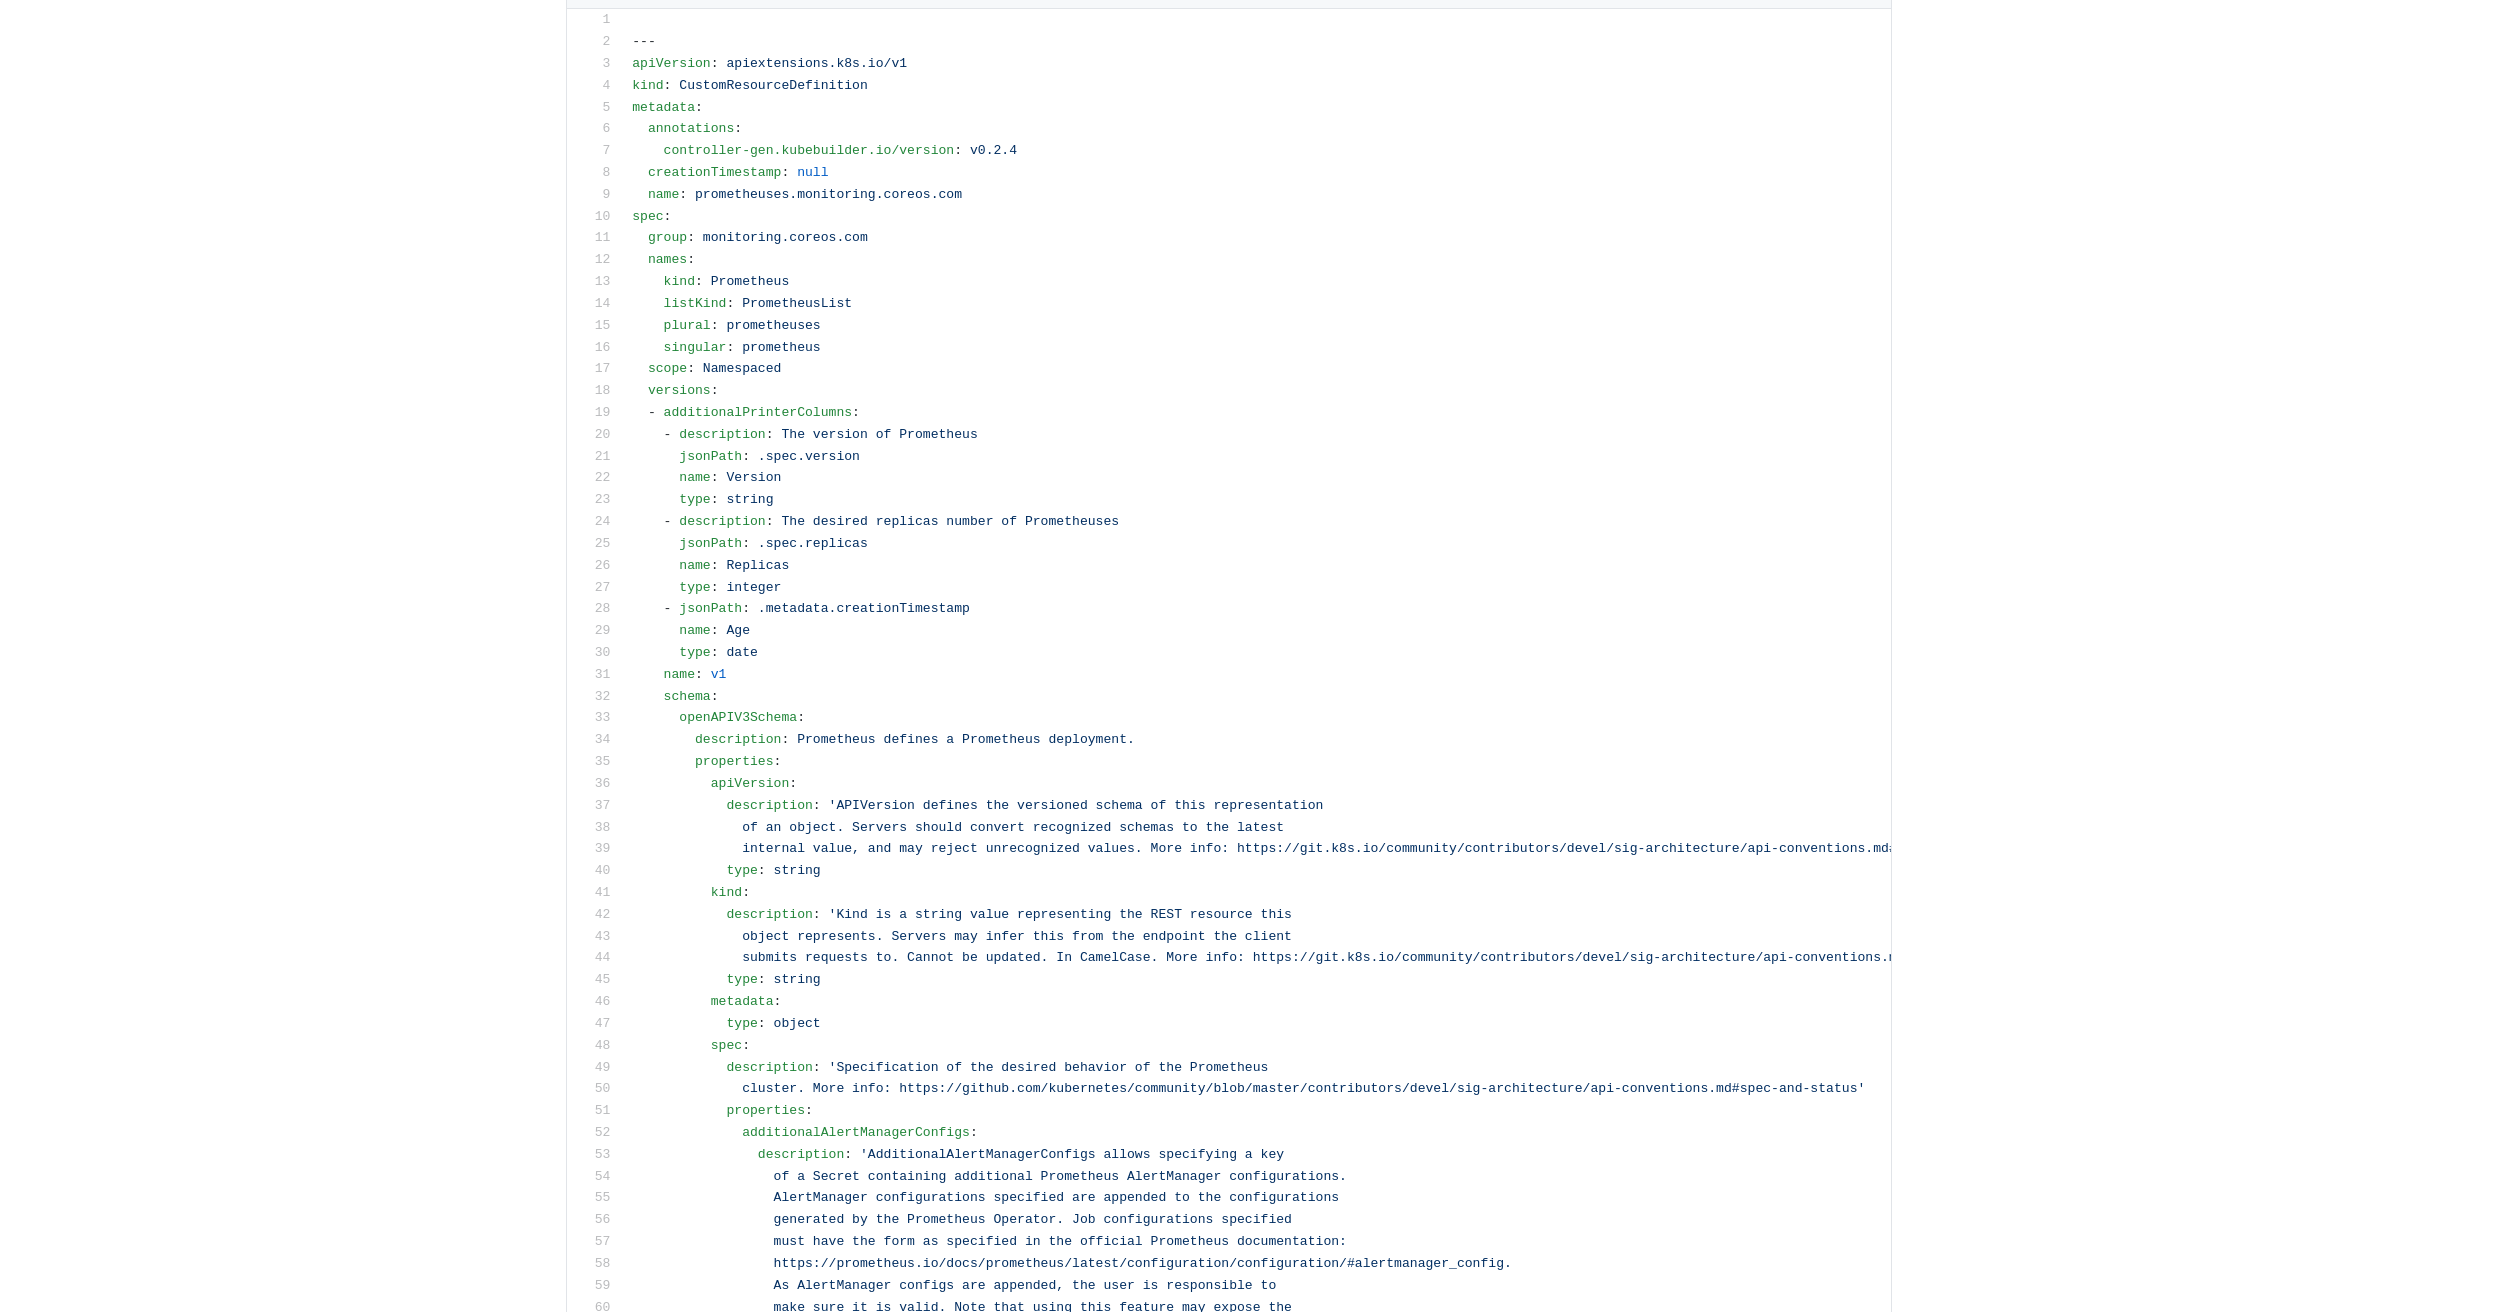 1
2 ---
3 apiVersion: apiextensions.k8s.io/v1
4 kind: CustomResourceDefinition
5 metadata:
6   annotations:
7     controller-gen.kubebuilder.io/version: v0.2.4
8   creationTimestamp: null
9   name: prometheuses.monitoring.coreos.com
10 spec:
11   group: monitoring.coreos.com
12   names:
13     kind: Prometheus
14     listKind: PrometheusList
15     plural: prometheuses
16     singular: prometheus
17   scope: Namespaced
18   versions:
19   - additionalPrinterColumns:
20     - description: The version of Prometheus
21       jsonPath: .spec.version
22       name: Version
23       type: string
24     - description: The desired replicas number of Prometheuses
25       jsonPath: .spec.replicas
26       name: Replicas
27       type: integer
28     - jsonPath: .metadata.creationTimestamp
29       name: Age
30       type: date
31     name: v1
32     schema:
33       openAPIV3Schema:
34         description: Prometheus defines a Prometheus deployment.
35         properties:
36           apiVersion:
37             description: 'APIVersion defines the versioned schema of this representation
38               of an object. Servers should convert recognized schemas to the latest
39               internal value, and may reject unrecognized values. More info: https://git.k8s.io/community/contributors/devel/sig-architecture/api-conventions.md#
40             type: string
41           kind:
42             description: 'Kind is a string value representing the REST resource this
43               object represents. Servers may infer this from the endpoint the client
44               submits requests to. Cannot be updated. In CamelCase. More info: https://git.k8s.io/community/contributors/devel/sig-architecture/api-conventions.m
45             type: string
46           metadata:
47             type: object
48           spec:
49             description: 'Specification of the desired behavior of the Prometheus
50               cluster. More info: https://github.com/kubernetes/community/blob/master/contributors/devel/sig-architecture/api-conventions.md#spec-and-status'
51             properties:
52               additionalAlertManagerConfigs:
53                 description: 'AdditionalAlertManagerConfigs allows specifying a key
54                   of a Secret containing additional Prometheus AlertManager configurations.
55                   AlertManager configurations specified are appended to the configurations
56                   generated by the Prometheus Operator. Job configurations specified
57                   must have the form as specified in the official Prometheus documentation:
58                   https://prometheus.io/docs/prometheus/latest/configuration/configuration/#alertmanager_config.
59                   As AlertManager configs are appended, the user is responsible to
60                   make sure it is valid. Note that using this feature may expose the